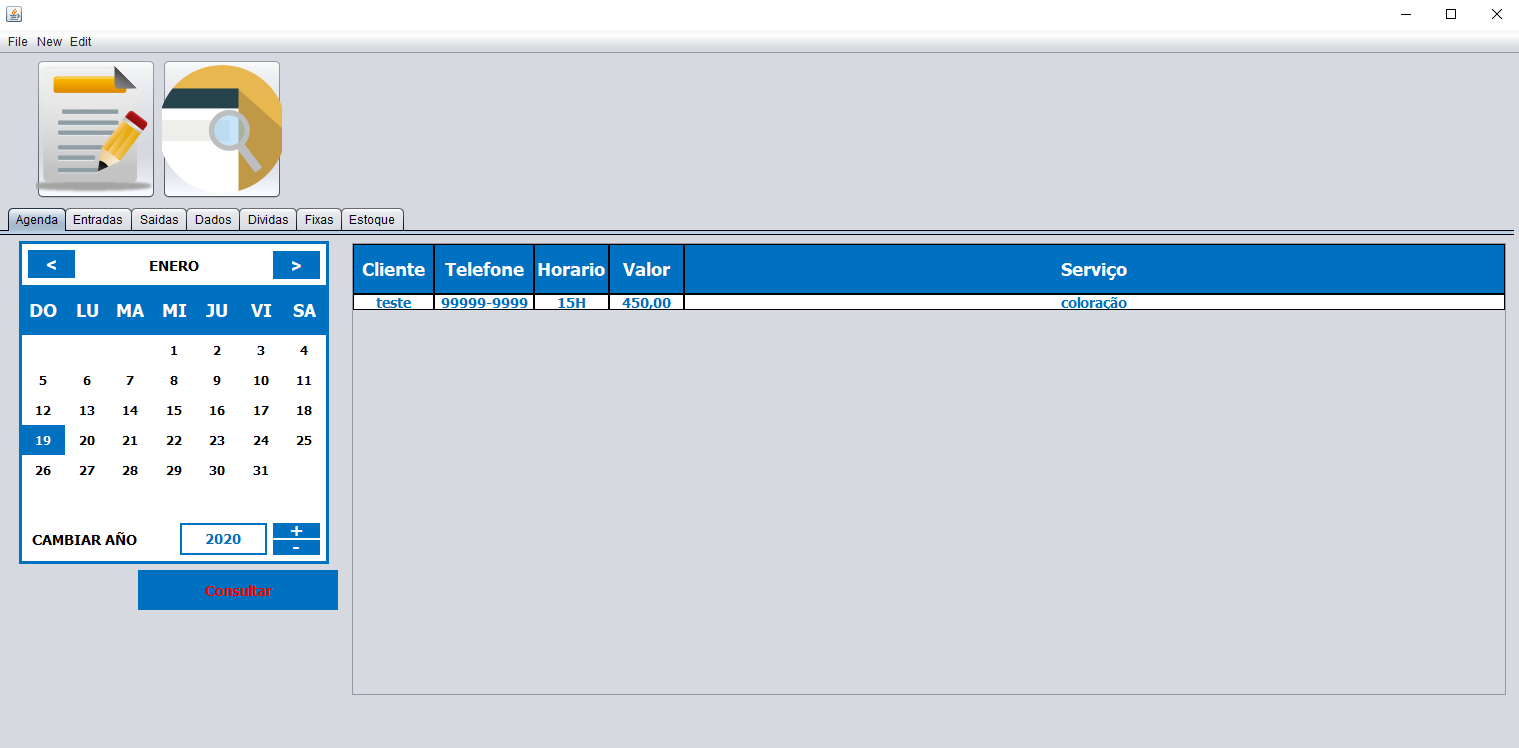 File New Edit
Agenda Entradas Saidas Dados Dividas Fixas Estoque
< ENERO >
DO LU MA MI JU VI SA
1 2 3 4
5 6 7 8 9 10 11
12 13 14 15 16 17 18
19 20 21 22 23 24 25
26 27 28 29 30 31
CAMBIAR AÑO 2020 + -
Consultar
Cliente Telefone Horario Valor Serviço
teste 99999-9999 15H 450,00 coloração